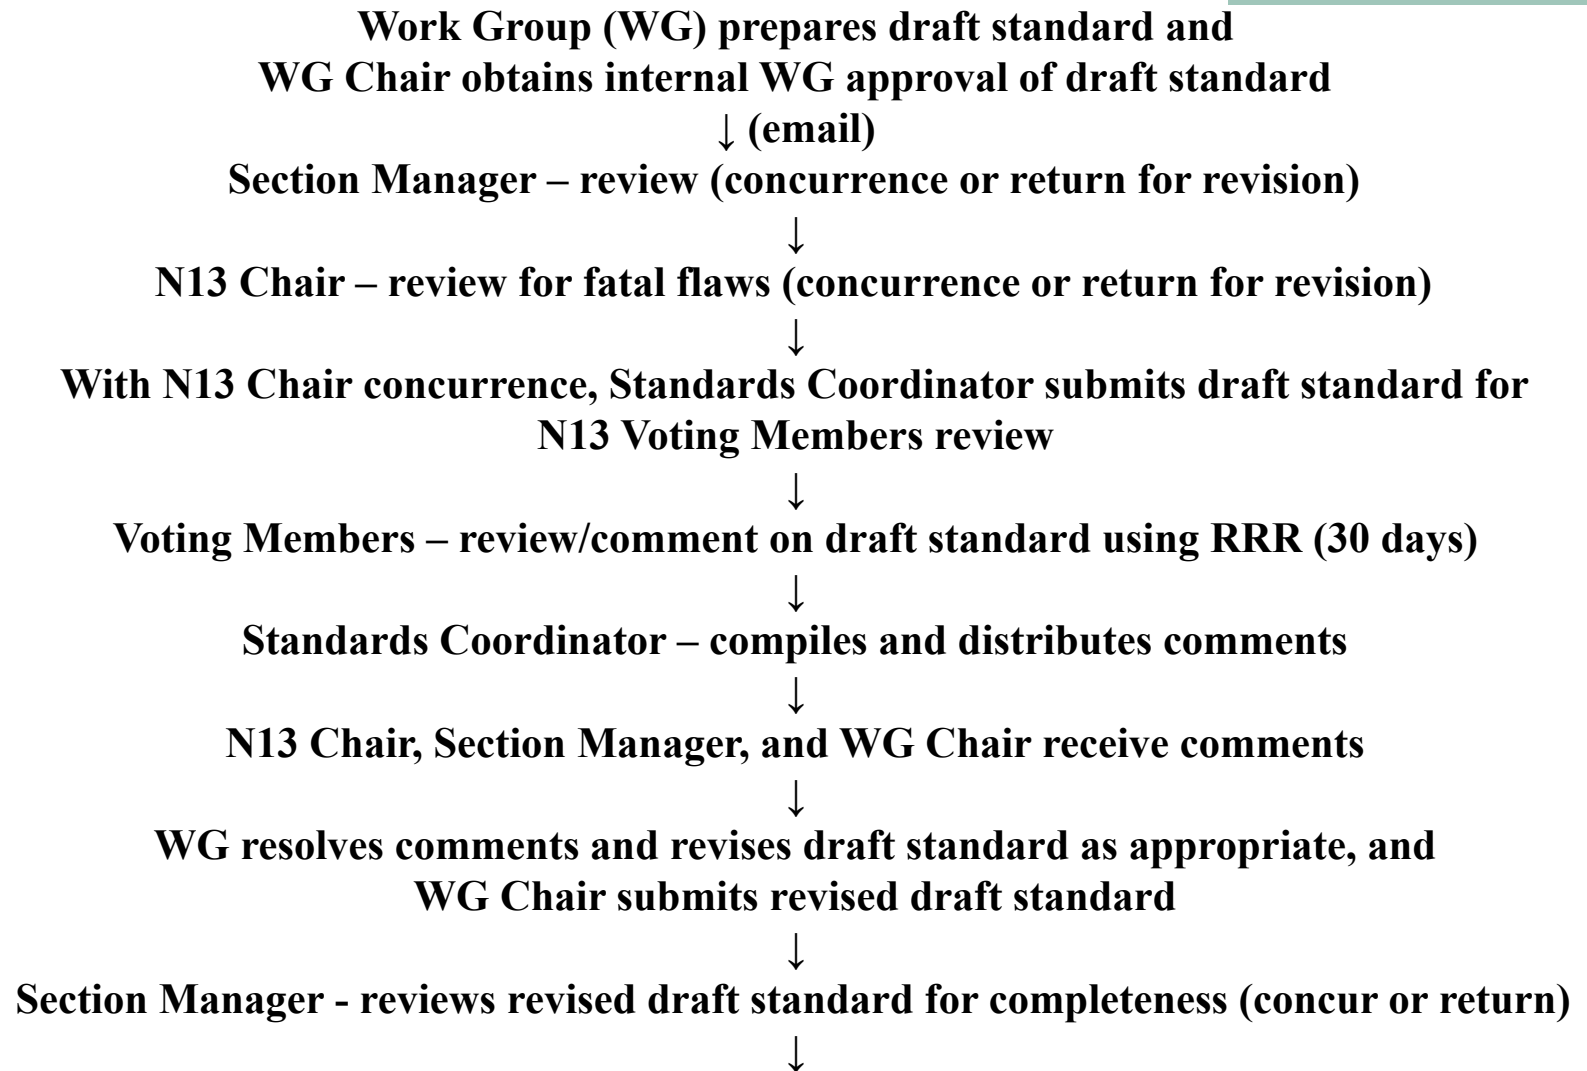 Work Group (WG) prepares draft standard and
WG Chair obtains internal WG approval of draft standard
↓ (email)
Section Manager – review (concurrence or return for revision)
↓
N13 Chair – review for fatal flaws (concurrence or return for revision)
↓
With N13 Chair concurrence, Standards Coordinator submits draft standard for
N13 Voting Members review
↓
Voting Members – review/comment on draft standard using RRR (30 days)
↓
Standards Coordinator – compiles and distributes comments
↓
N13 Chair, Section Manager, and WG Chair receive comments
↓
WG resolves comments and revises draft standard as appropriate, and
WG Chair submits revised draft standard
↓
Section Manager - reviews revised draft standard for completeness (concur or return)
↓